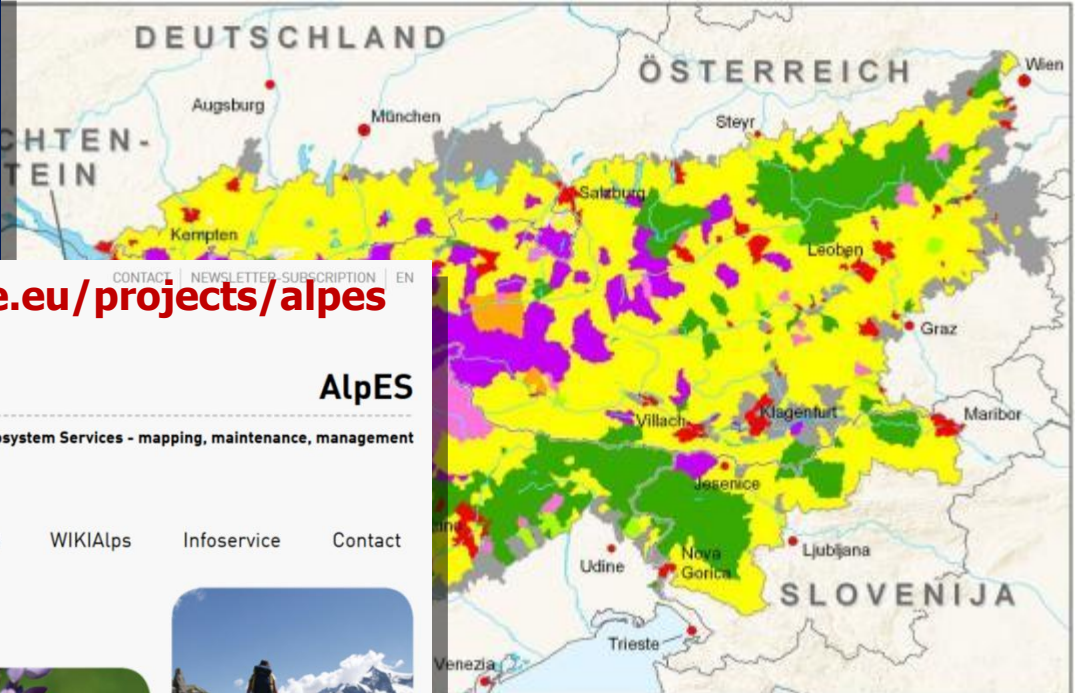 DEUTSCHLAND
ÖSTERREICH
Wien
Augsburg
München
Steyr
CHTEN-
TEIN
Salzburg
Kempten
Leoben
CONTACT | NEWSLETTER-SUBSCRIPTION | EN
e.eu/projects/alpes
Graz
AlpES
Villach
Klagenfurt
Maribor
osystem Services - mapping, maintenance, management
Jesenice
WIKIAlps Infoservice Contact
Udine
Nova
Gorica
Ljubljana
SLOVENIJA
Trieste
Venezia